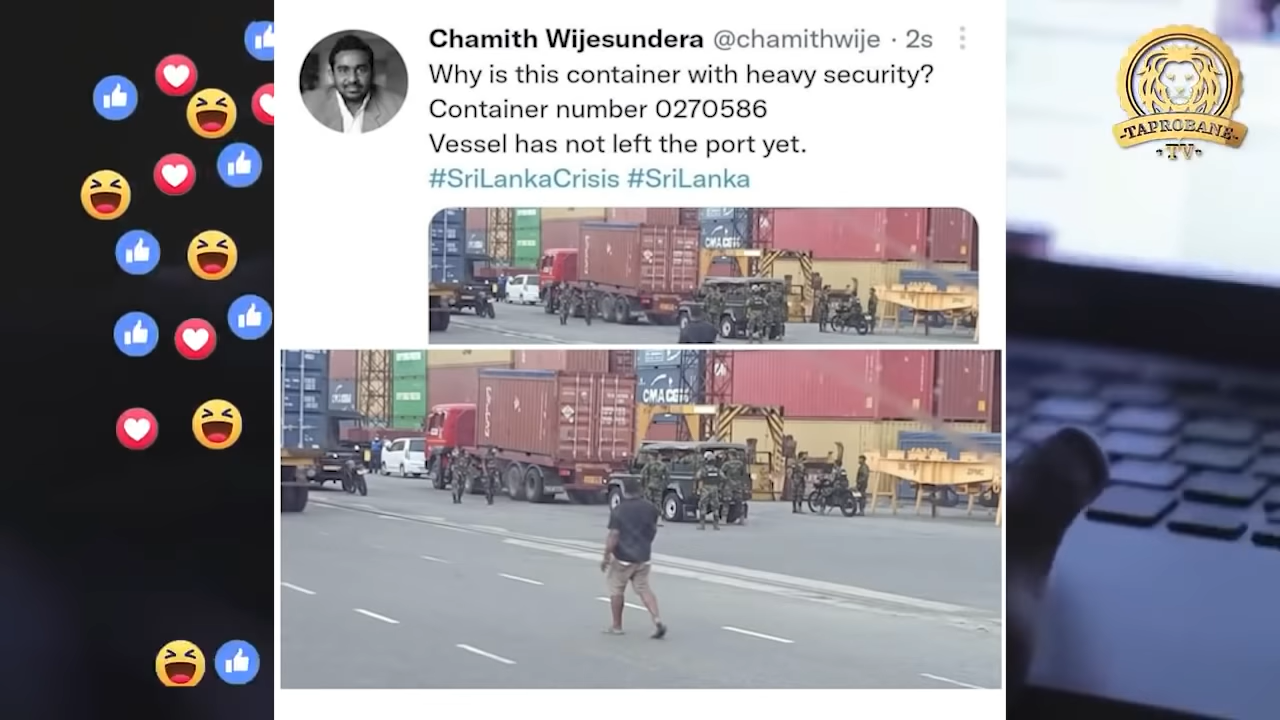 Chamith Wijesundera @chamithwije · 2s
Why is this container with heavy security?
Container number 0270586
Vessel has not left the port yet.
#SriLankaCrisis #SriLanka
CMA CGM
CMA CGM
TAPROBANE
TV